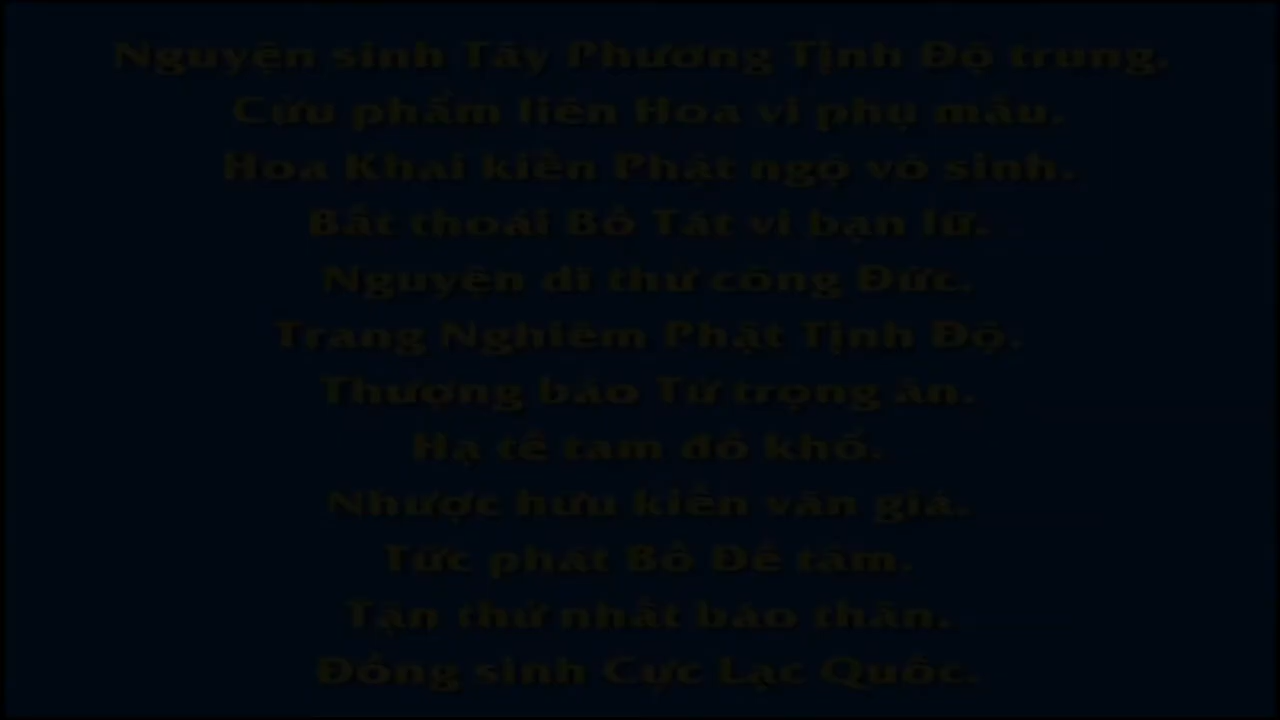 Nguyện sinh Tây Phương Tịnh Độ trung.
Cửu phẩm liên Hoa vi phụ mẫu.
Hoa Khai kiến Phật ngộ vô sinh.
Bất thoái Bồ Tát vi bạn lữ.
Nguyện dĩ thử công Đức.
Trang Nghiêm Phật Tịnh Độ.
Thượng báo Tứ trọng ân.
Hạ tế tam đồ khổ.
Nhược hữu kiến văn giả.
Tức phát Bồ Đề tâm.
Tận thử nhất báo thân.
Đồng sinh Cực Lạc Quốc.